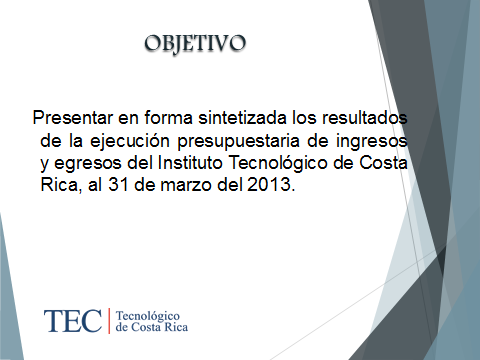 OBJETIVO
Presentar en forma sintetizada los resultados
de la ejecución presupuestaria de ingresos
y egresos del Instituto Tecnológico de Costa
Rica, al 31 de marzo del 2013.
TEC | Tecnológico
de Costa Rica